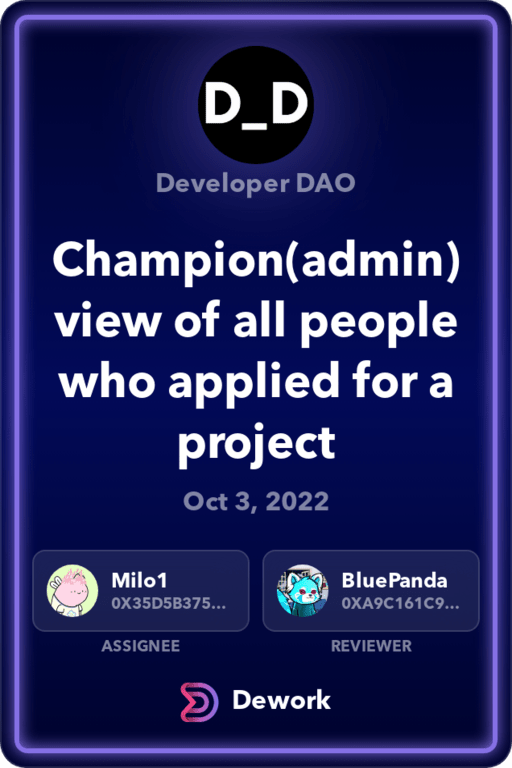 D_D
Developer DAO
Champion(admin)
view of all people
who applied for a
project
Oct 3, 2022
Milo1
0X35D5B375...
BluePanda
0XA9C161C9...
ASSIGNEE
REVIEWER
Dework